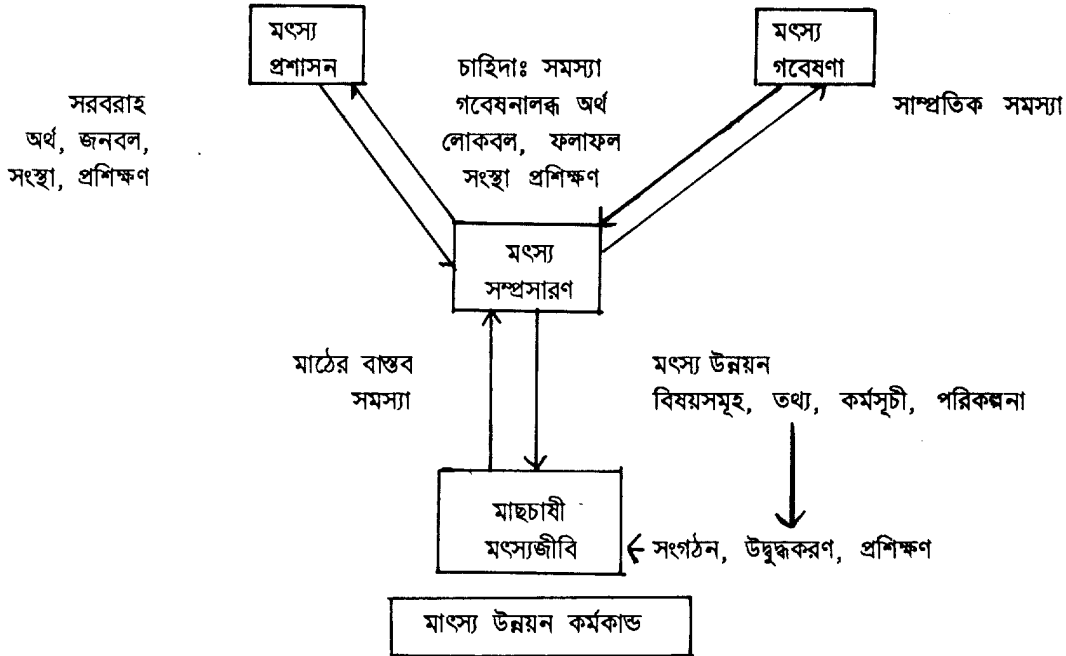 মৎস্য
প্রশাসন
মৎস্য
গবেষণা
সরবরাহ
অর্থ, জনবল,
সংস্থা, প্রশিক্ষণ
চাহিদাঃ সমস্যা
গবেষনালব্ধ অর্থ
লোকবল, ফলাফল
সংস্থা প্রশিক্ষণ
সাম্প্রতিক সমস্যা
মৎস্য
সম্প্রসারণ
মাঠের বাস্তব
সমস্যা
মৎস্য উন্নয়ন
বিষয়সমূহ, তথ্য, কর্মসূচী, পরিকল্পনা
মাছচাষী
মৎস্যজীবি
সংগঠন, উদ্বুদ্ধকরণ, প্রশিক্ষণ
মাৎস্য উন্নয়ন কর্মকান্ড